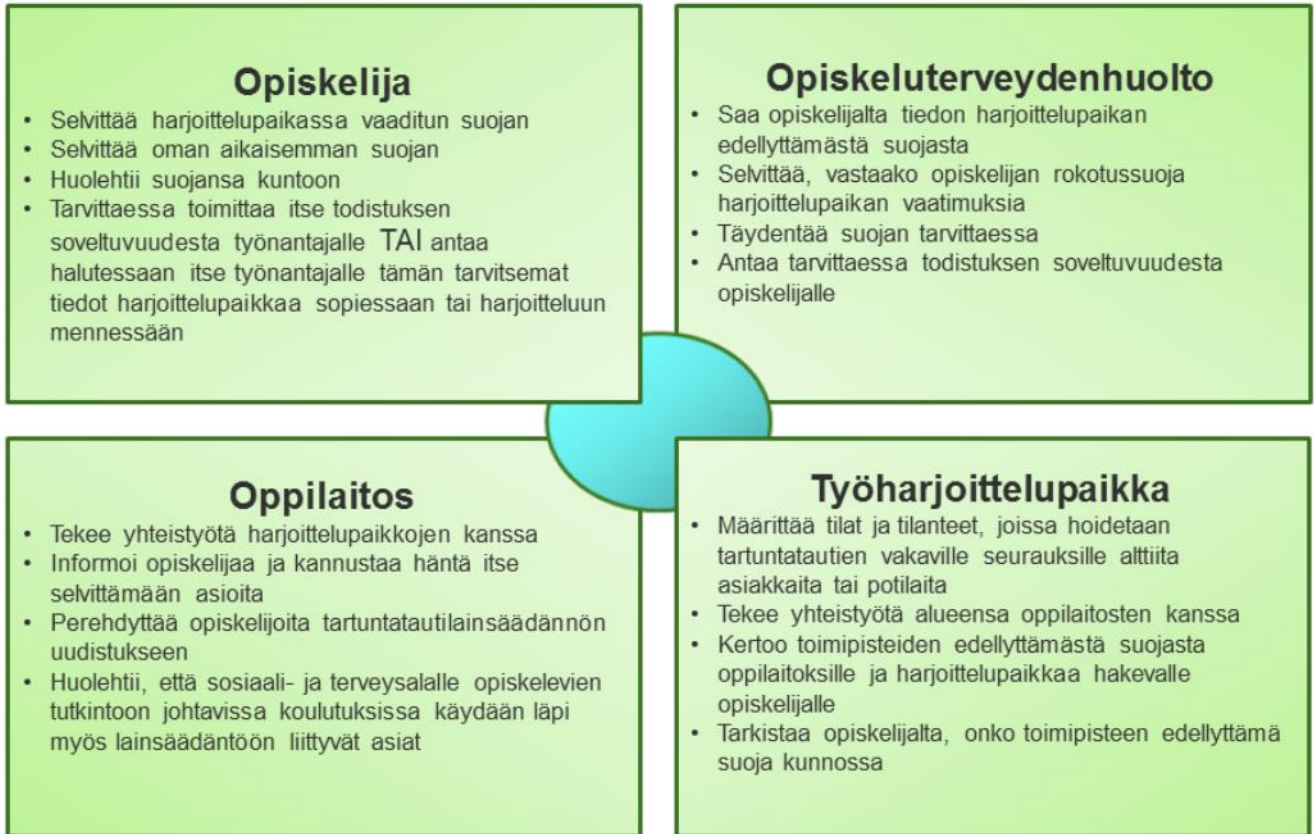 Opiskelija
• Selvittää harjoittelupaikassa vaaditun suojan
• Selvittää oman aikaisemman suojan
• Huolehtii suojansa kuntoon
• Tarvittaessa toimittaa itse todistuksen
soveltuvuudesta työnantajalle TAI antaa
halutessaan itse työnantajalle tämän tarvitsemat
tiedot harjoittelupaikkaa sopiessaan tai harjoitteluun
mennessään
Opiskeluterveydenhuolto
• Saa opiskelijalta tiedon harjoittelupaikan
edellyttämästä suojasta
• Selvittää, vastaako opiskelijan rokotussuoja
harjoittelupaikan vaatimuksia
• Täydentää suojan tarvittaessa
• Antaa tarvittaessa todistuksen soveltuvuudesta
opiskelijalle
Oppilaitos
• Tekee yhteistyötä harjoittelupaikkojen kanssa
• Informoi opiskelijaa ja kannustaa häntä itse
selvittämään asioita
• Perehdyttää opiskelijoita tartuntatautilainsäädännön
uudistukseen
• Huolehtii, että sosiaali- ja terveysalalle opiskelevien
tutkintoon johtavissa koulutuksissa käydään läpi
myös lainsäädäntöön liittyvät asiat
Työharjoittelupaikka
• Määrittää tilat ja tilanteet, joissa hoidetaan
tartuntatautien vakaville seurauksille alttiita
asiakkaita tai potilaita
• Tekee yhteistyötä alueensa oppilaitosten kanssa
• Kertoo toimipisteiden edellyttämästä suojasta
oppilaitoksille ja harjoittelupaikkaa hakevalle
opiskelijalle
• Tarkistaa opiskelijalta, onko toimipisteen edellyttämä
suoja kunnossa